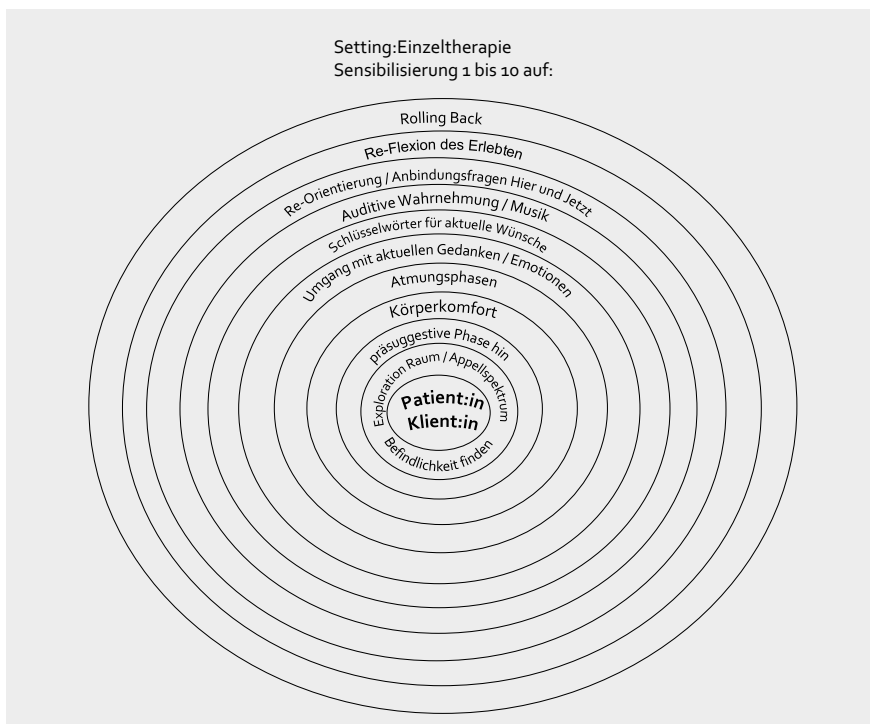 Setting:Einzeltherapie
Sensibilisierung 1 bis 10 auf:
Rolling Back
Re-Flexion des Erlebten
Re-Orientierung / Anbindungsfragen Hier und Jetzt
Auditive Wahrnehmung / Musik
Schlüsselwörter für aktuelle Wünsche
Umgang mit aktuellen Gedanken / Emotionen
Atmungsphasen
Körperkomfort
präsuggestive Phase hin
Exploration Raum / Appellspektrum
Patient:in
Klient:in
Befindlichkeit finden